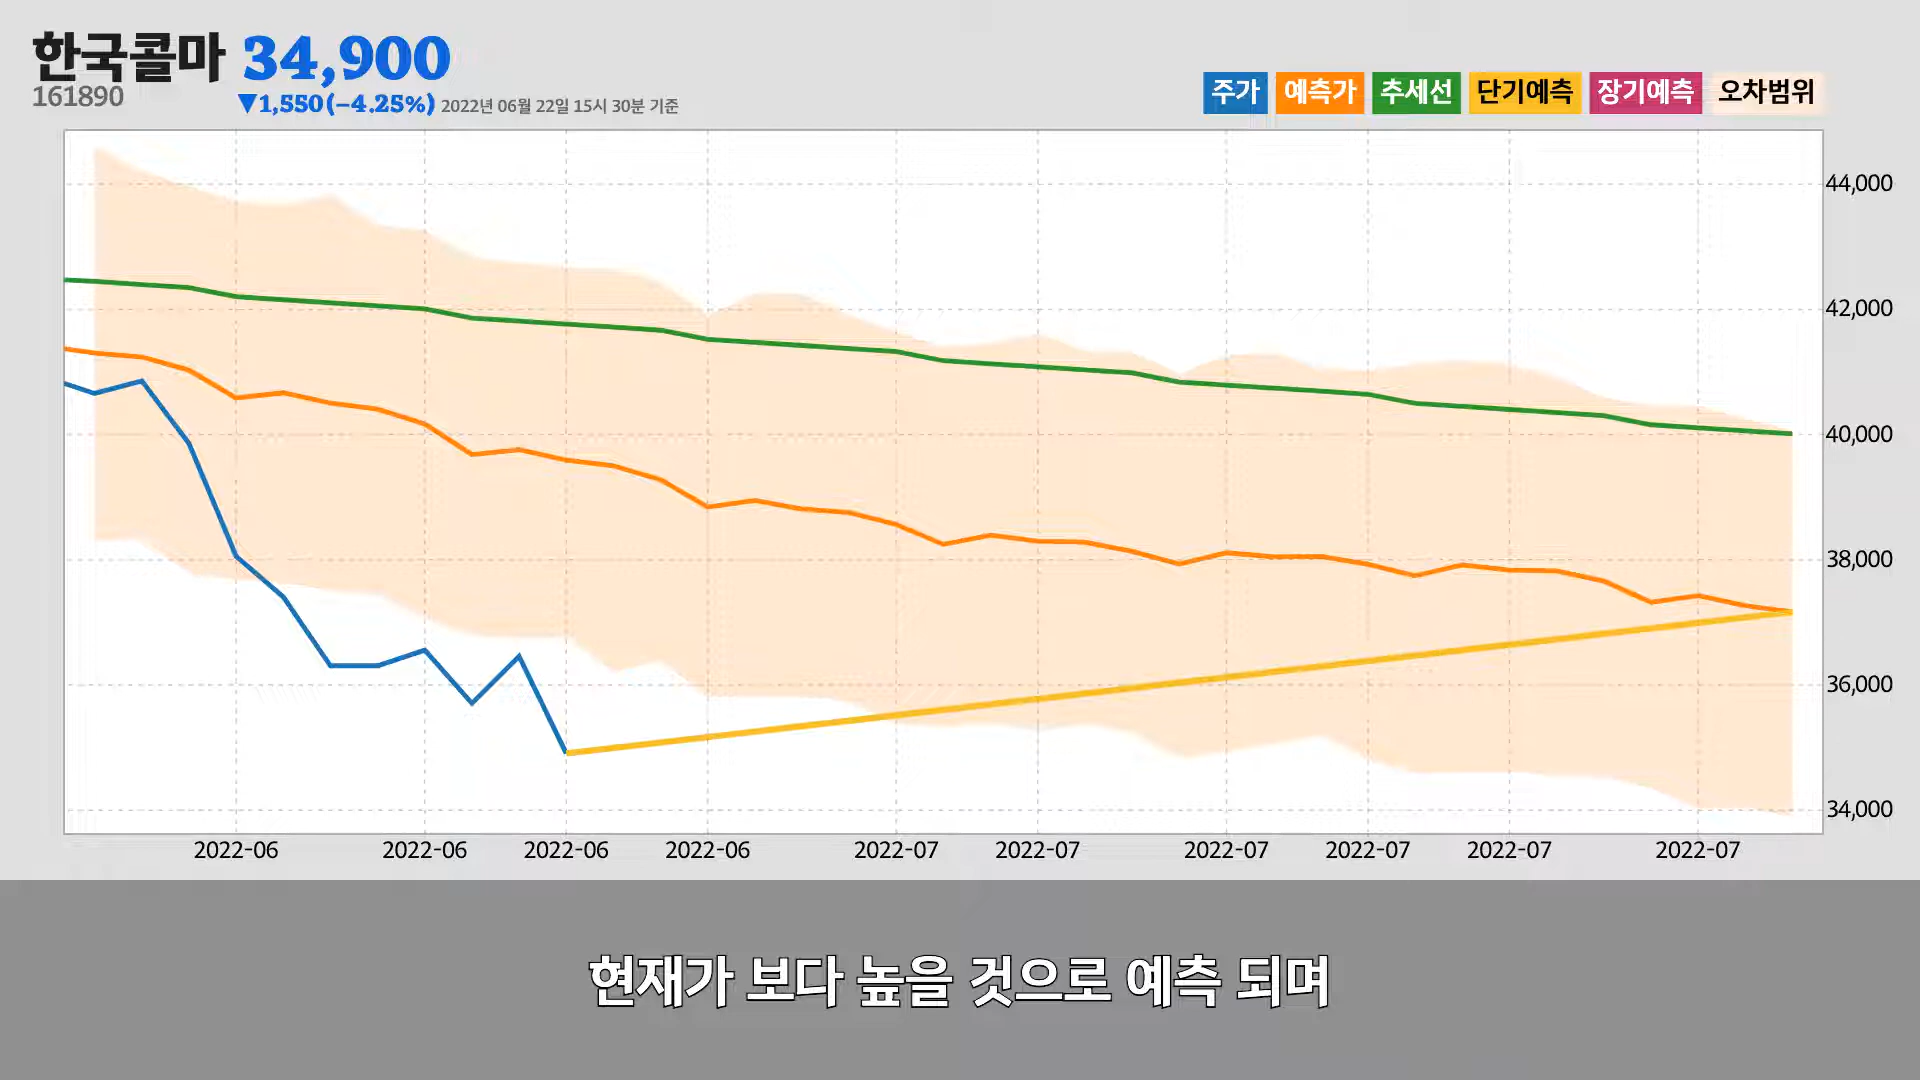 한국콜마 34,900
161890
▼1,550(−4.25%) 2022년 06월 22일 15시 30분 기준
주가 예측가 추세선 단기예측 장기예측 오차범위
44,000
42,000
40,000
38,000
36,000
34,000
2022-06 2022-06 2022-06 2022-06 2022-07 2022-07 2022-07 2022-07 2022-07 2022-07
현재가 보다 높을 것으로 예측 되며